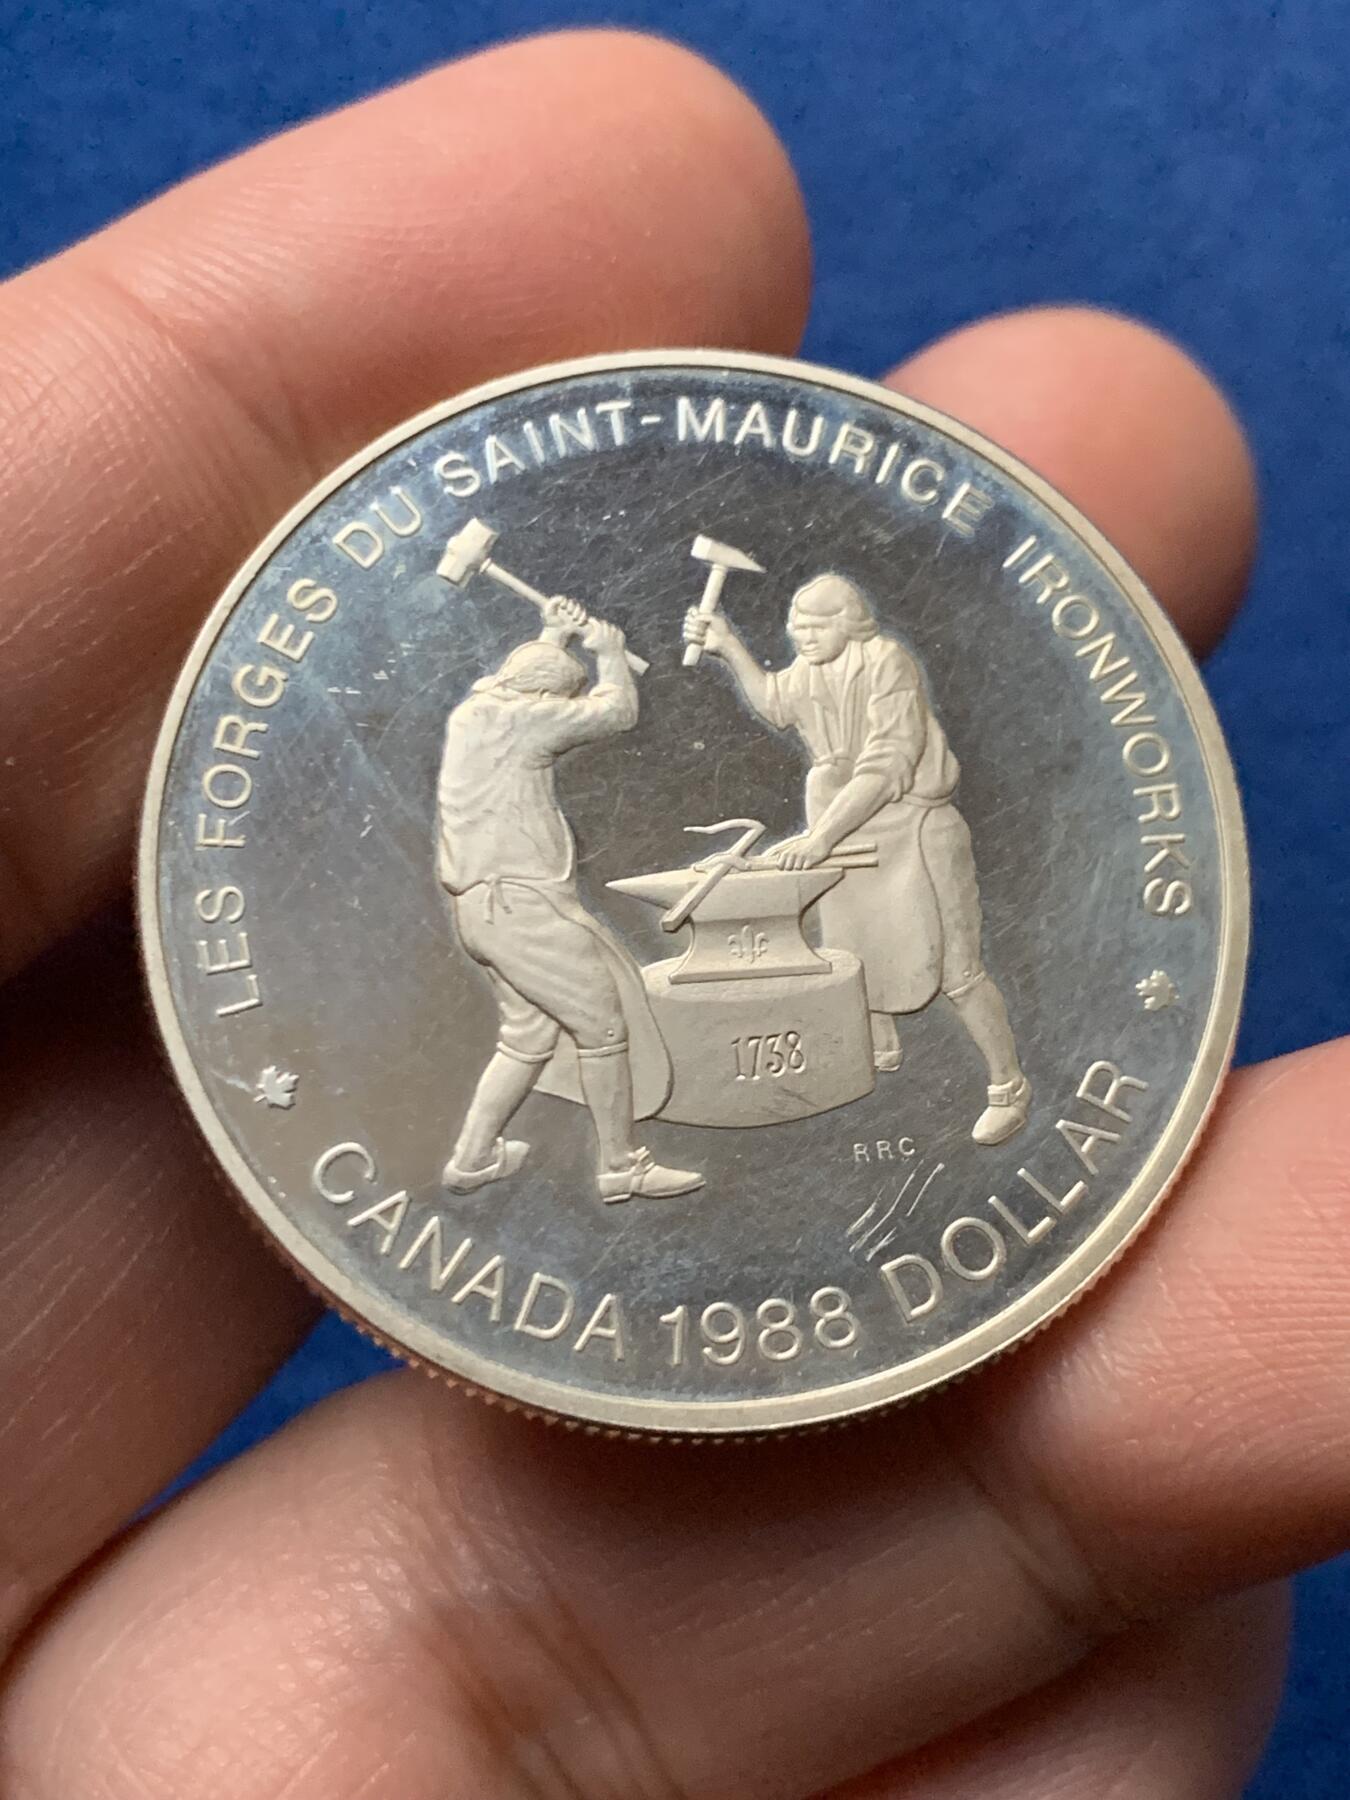 LES FORGES DU SAINT-MAURICE IRONWORKS
1738
RRC
CANADA 1988 DOLLAR